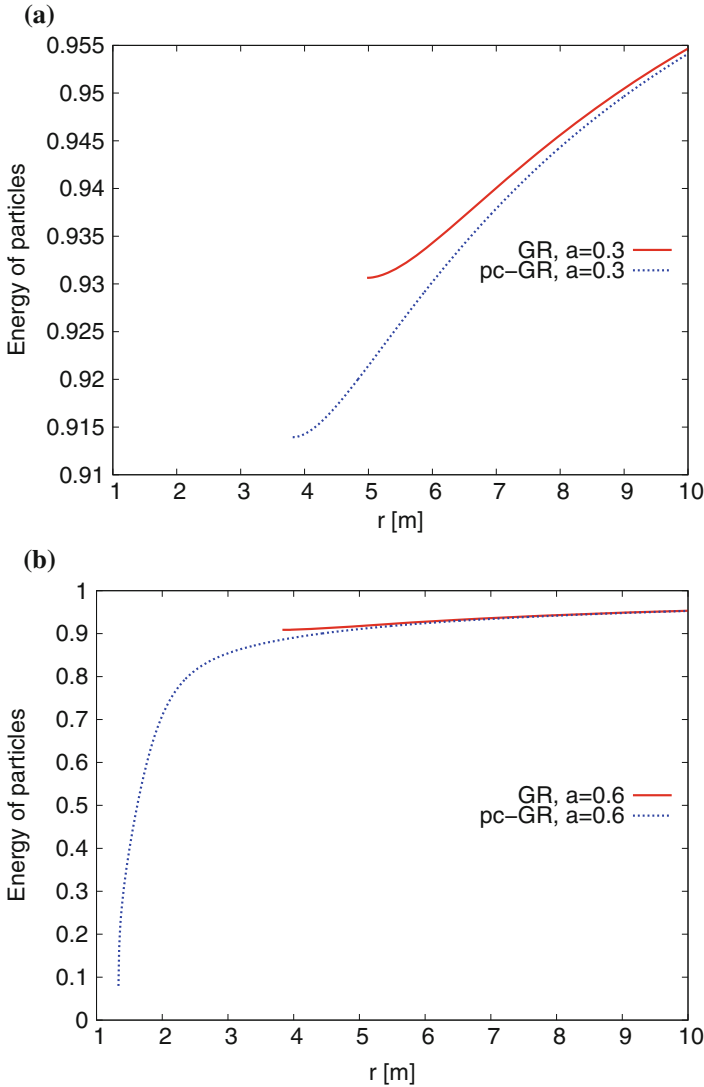 (a)
0.955
0.95
0.945
0.94
0.935
0.93
0.925
0.92
0.915
0.91
Energy of particles
GR, a=0.3
pc-GR, a=0.3
1 2 3 4 5 6 7 8 9 10
r [m]
(b)
1
0.9
0.8
0.7
0.6
0.5
0.4
0.3
0.2
0.1
0
Energy of particles
GR, a=0.6
pc-GR, a=0.6
1 2 3 4 5 6 7 8 9 10
r [m]